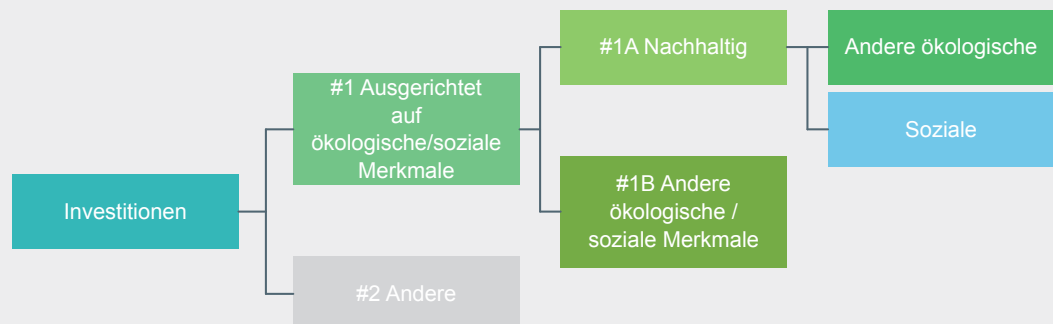 #1A Nachhaltig
Andere ökologische
#1 Ausgerichtet
auf
ökologische/soziale
Merkmale
Soziale
Investitionen
#1B Andere
ökologische /
soziale Merkmale
#2 Andere